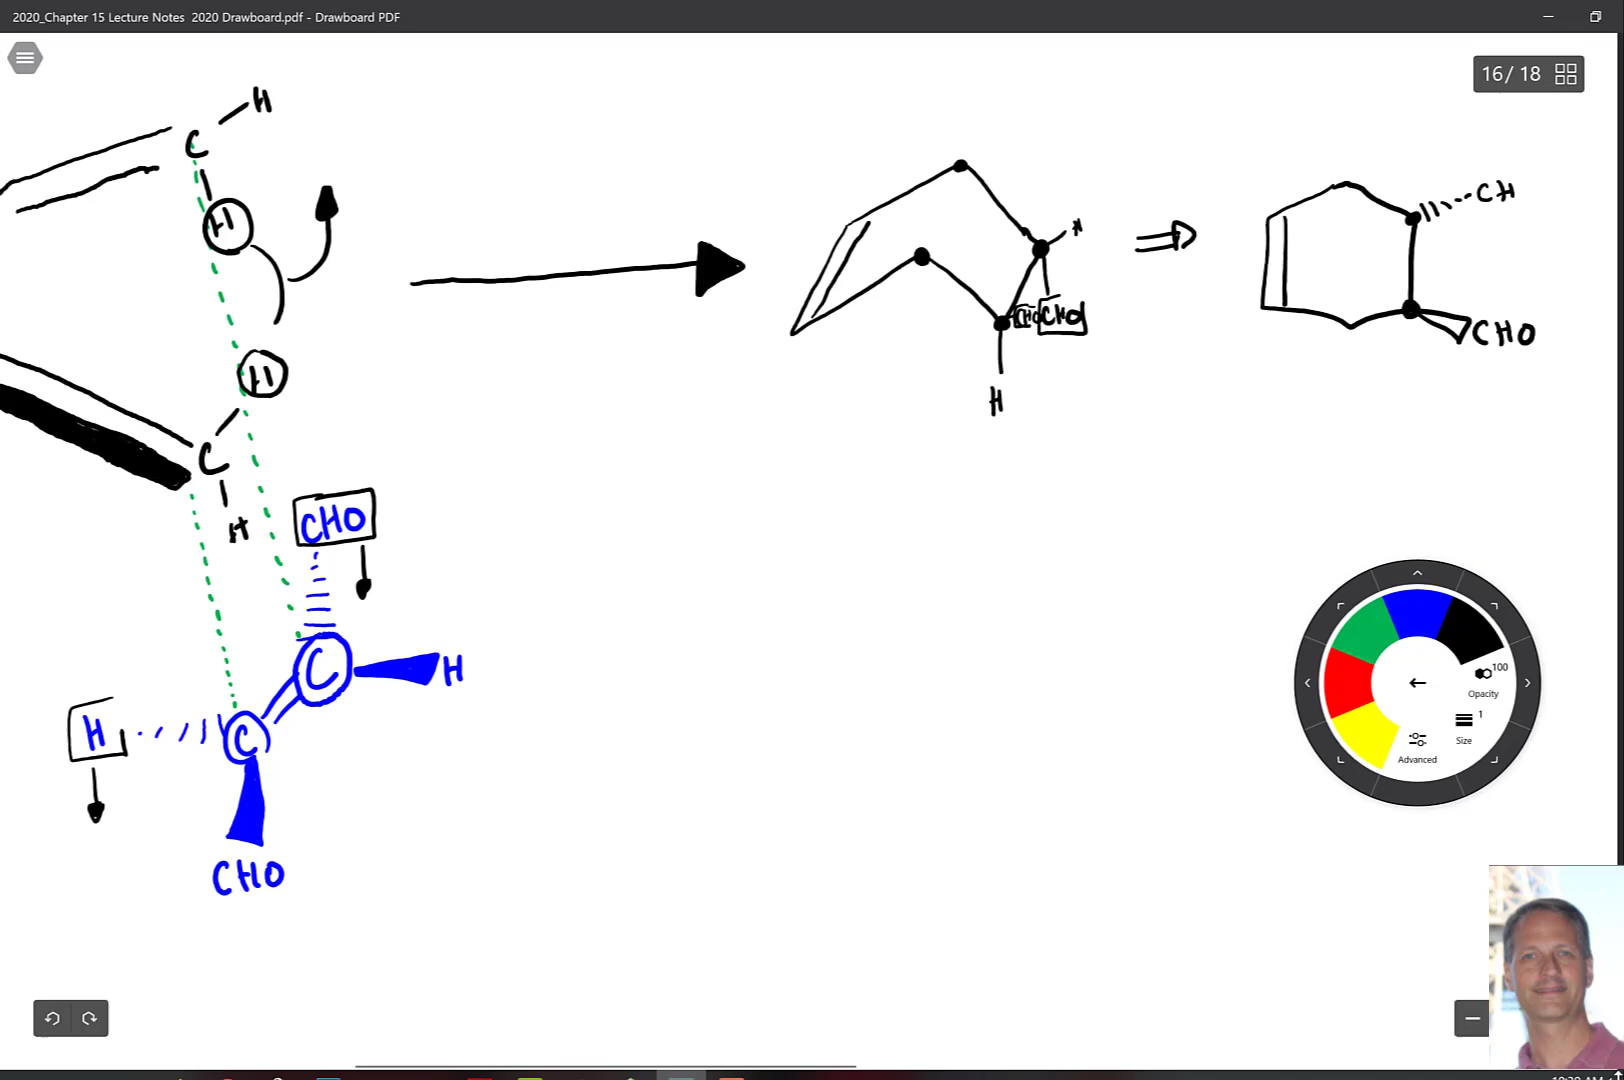 2020_Chapter 15 Lecture Notes 2020 Drawboard.pdf - Drawboard PDF
16 / 18
C H
H
H
C
H
CHO
C H
H C
CHO
H
CHO CHO
H
CH
CHO
100
Opacity
1
Size
Advanced